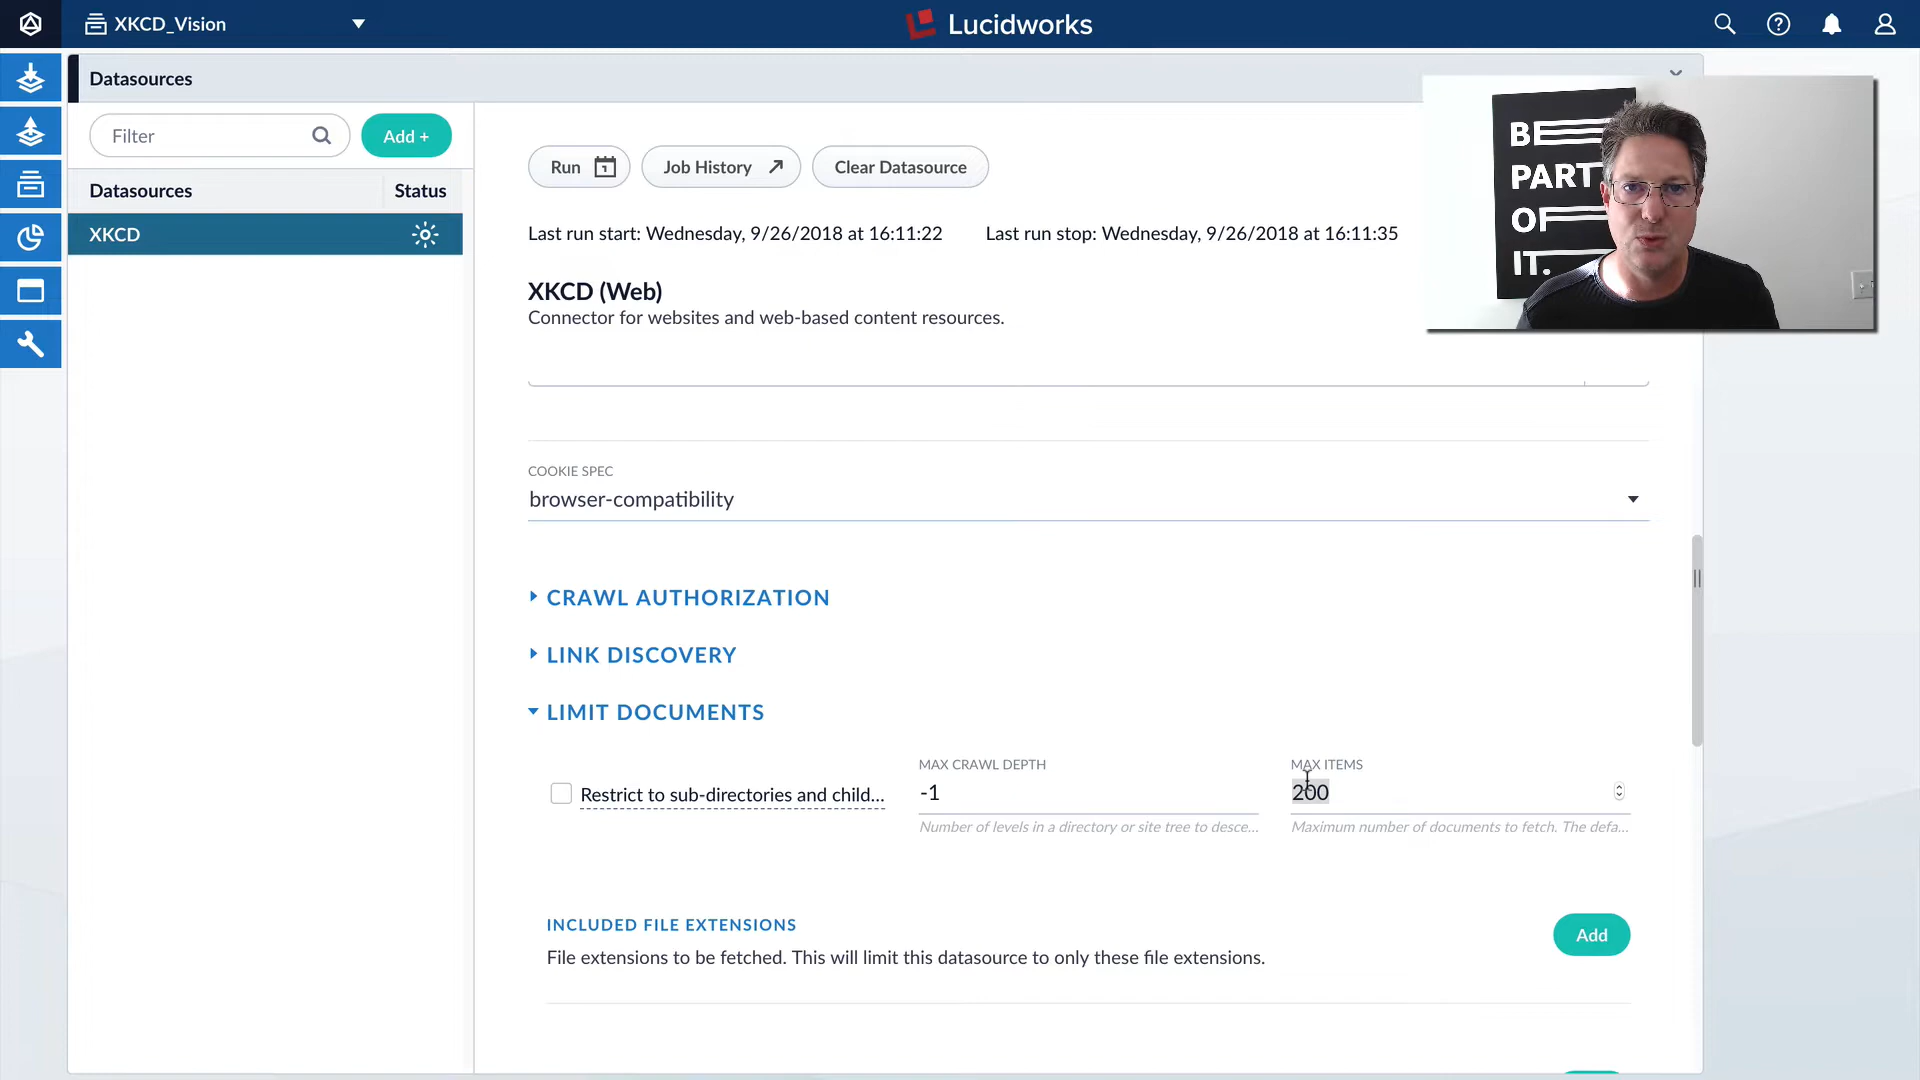 XKCD_Vision
Lucidworks
Datasources
Filter
Add +
Datasources
Status
XKCD
Run
1
Job History
Clear Datasource
Last run start: Wednesday, 9/26/2018 at 16:11:22
Last run stop: Wednesday, 9/26/2018 at 16:11:35
XKCD (Web)
Connector for websites and web-based content resources.
BE
PART
OF
IT.
COOKIE SPEC
browser-compatibility
CRAWL AUTHORIZATION
LINK DISCOVERY
LIMIT DOCUMENTS
Restrict to sub-directories and child...
MAX CRAWL DEPTH
-1
Number of levels in a directory or site tree to desce...
MAX ITEMS
200
Maximum number of documents to fetch. The defa...
INCLUDED FILE EXTENSIONS
File extensions to be fetched. This will limit this datasource to only these file extensions.
Add